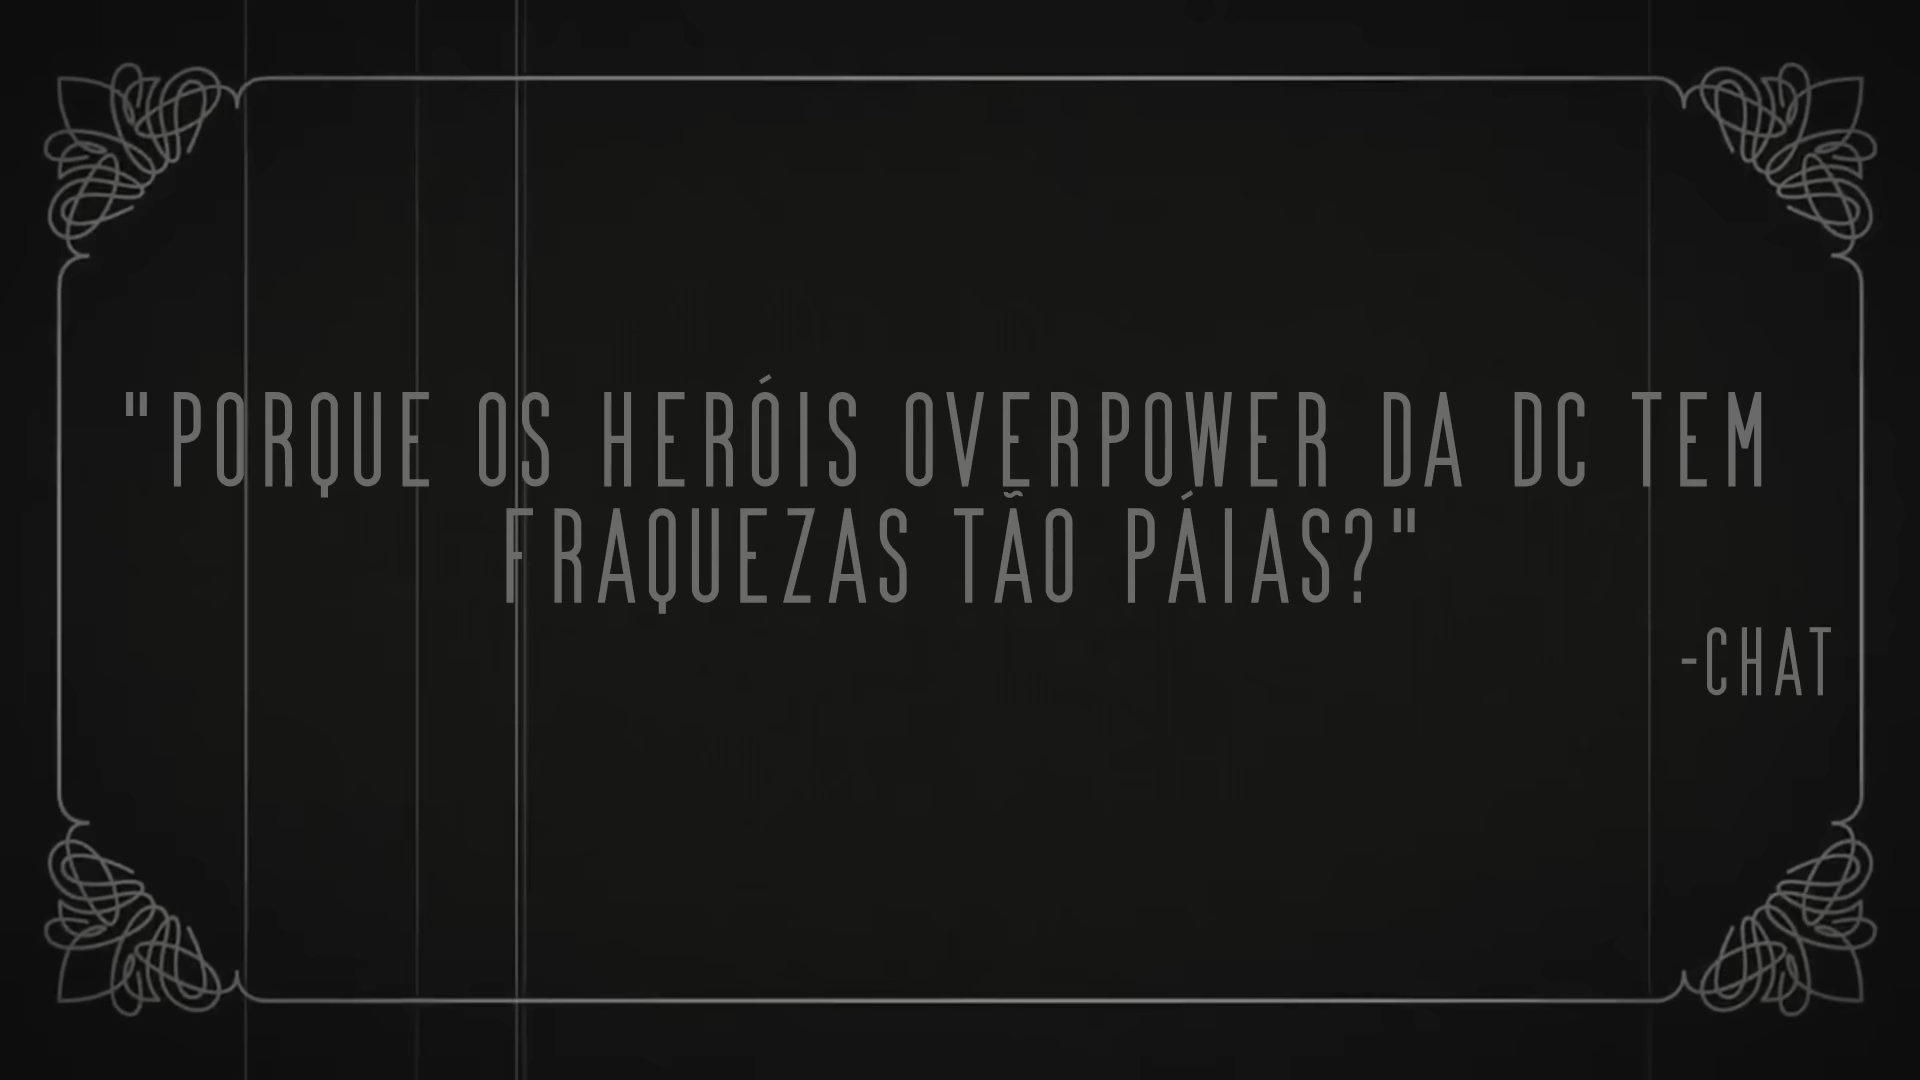 "PORQUE OS HERÓIS OVERPOWER DA DC TEM
FRAQUEZAS TÃO PÁIAS?"
-CHAT